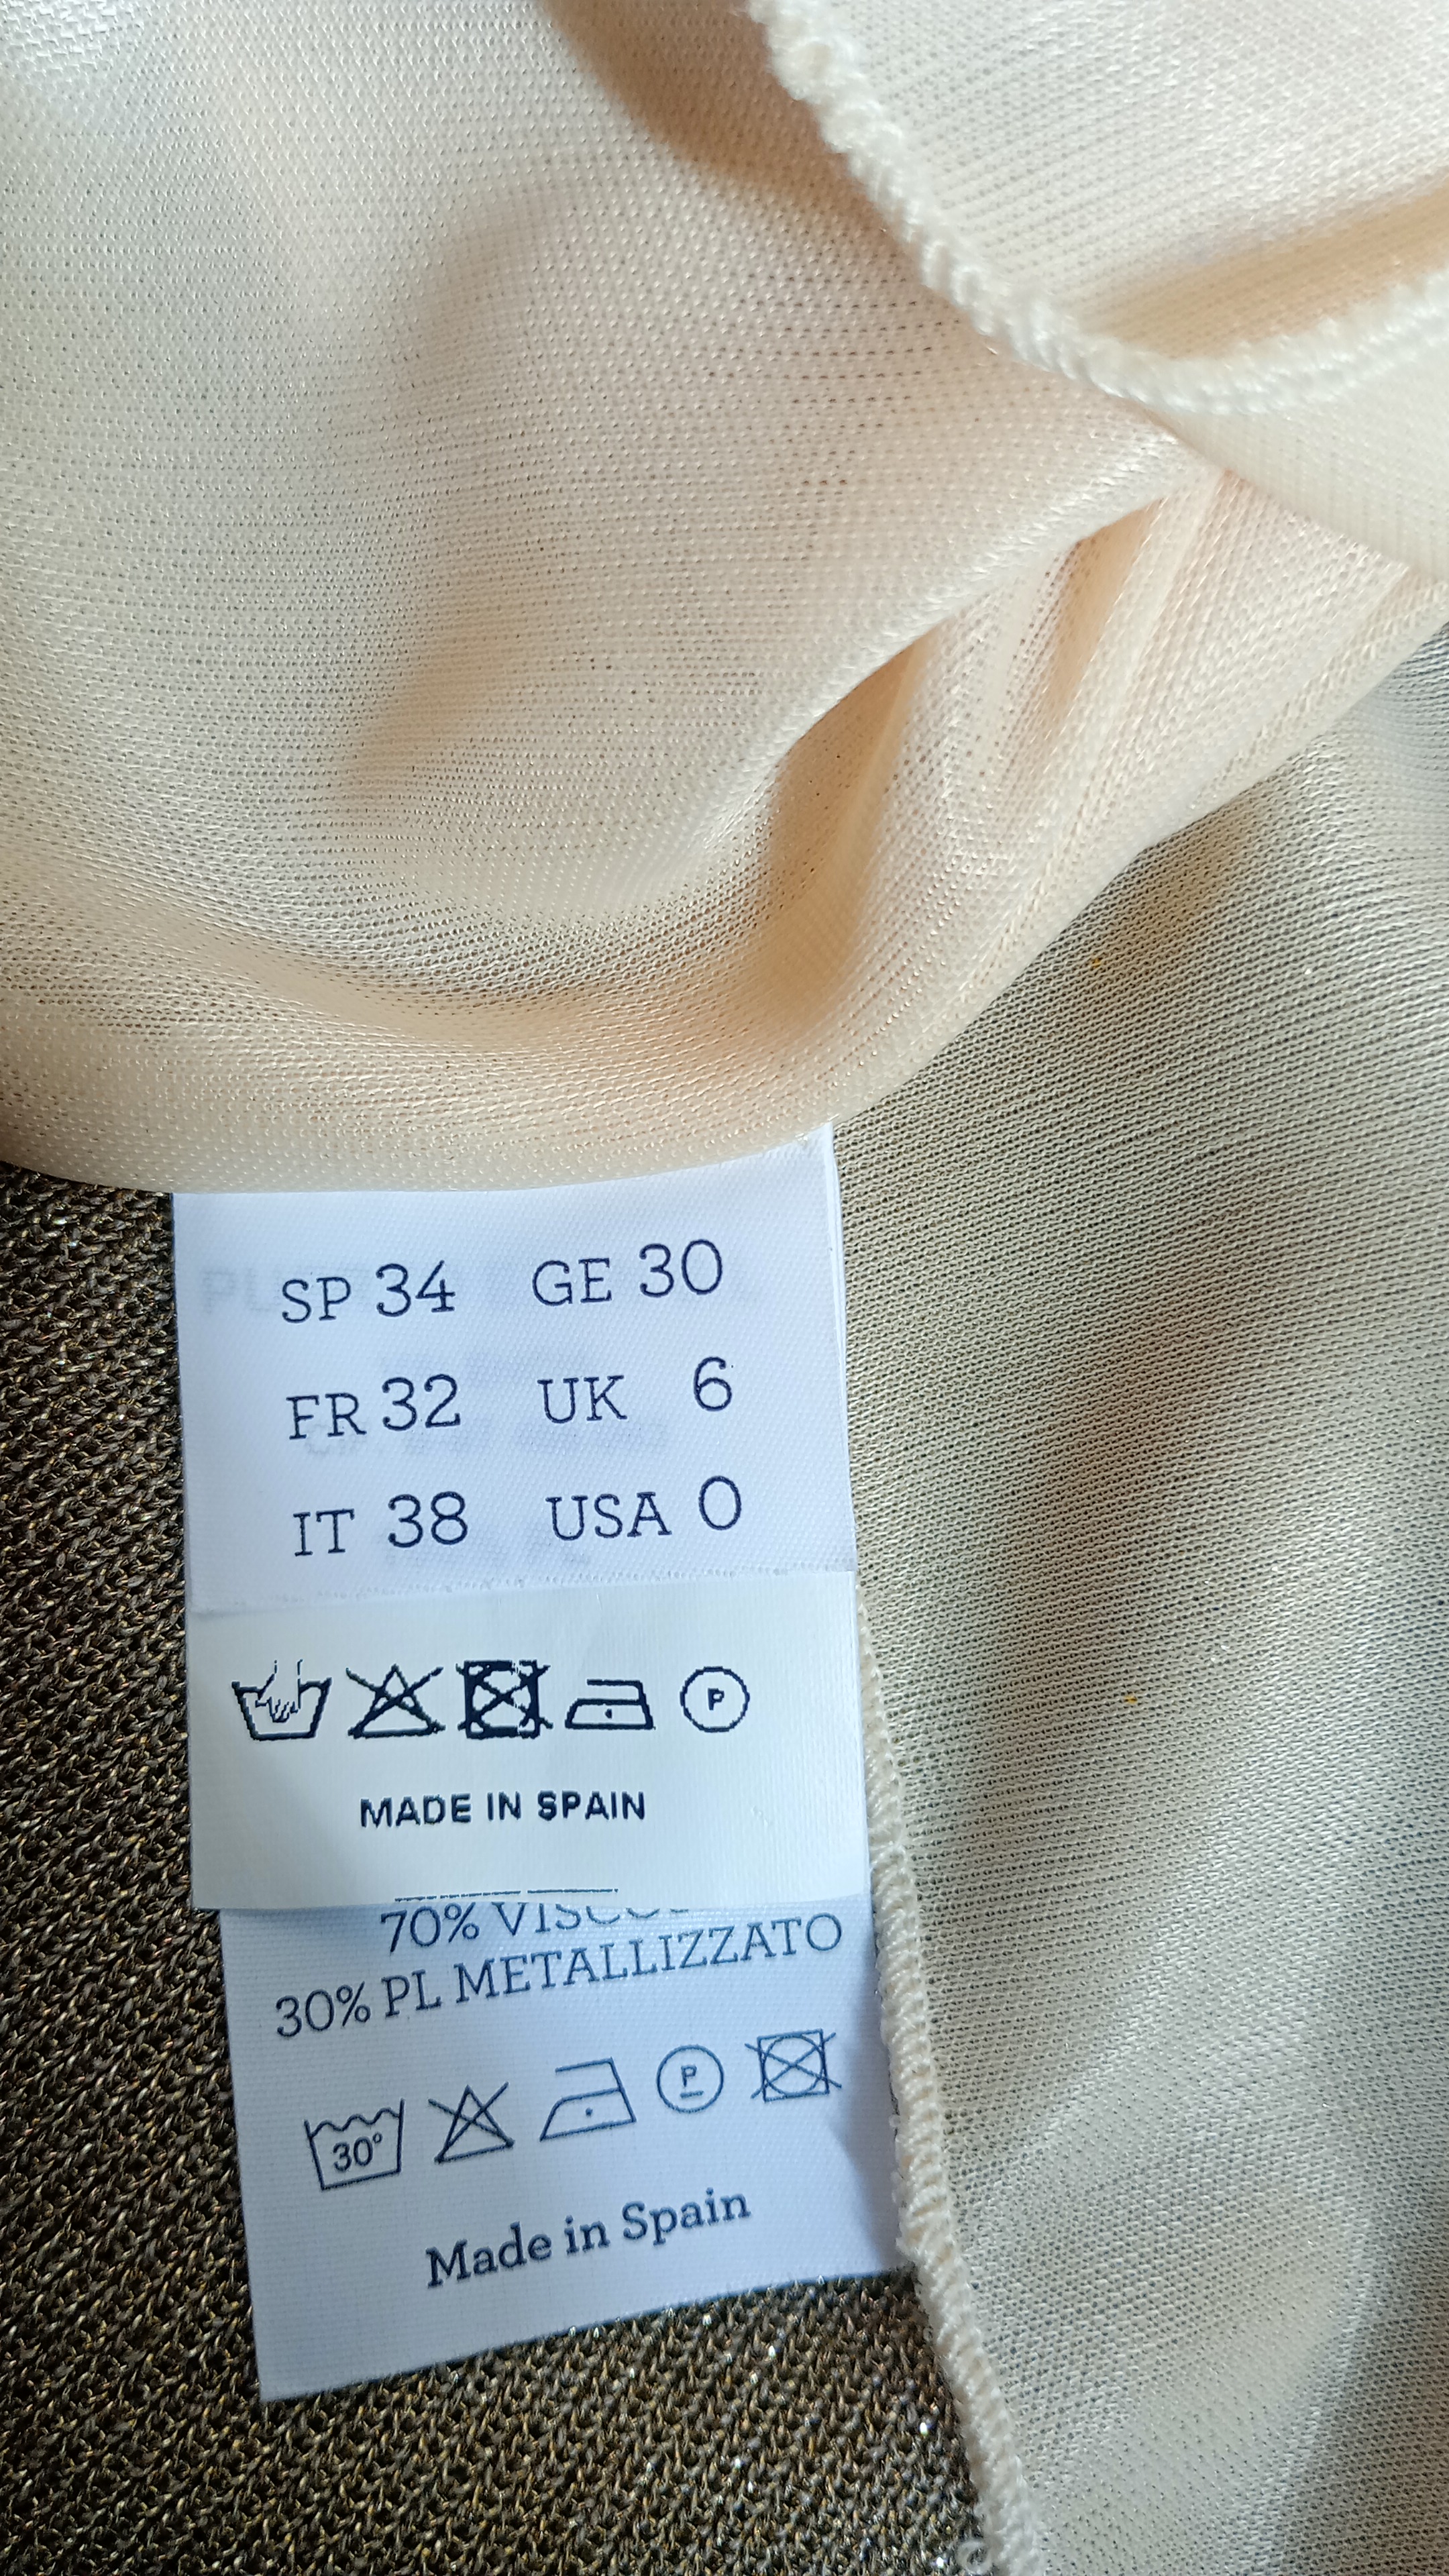 SP 34 GE 30
FR 32 UK 6
IT 38 USA 0
P
MADE IN SPAIN
70%
30% PL METALLIZZATO
30° P
Made in Spain